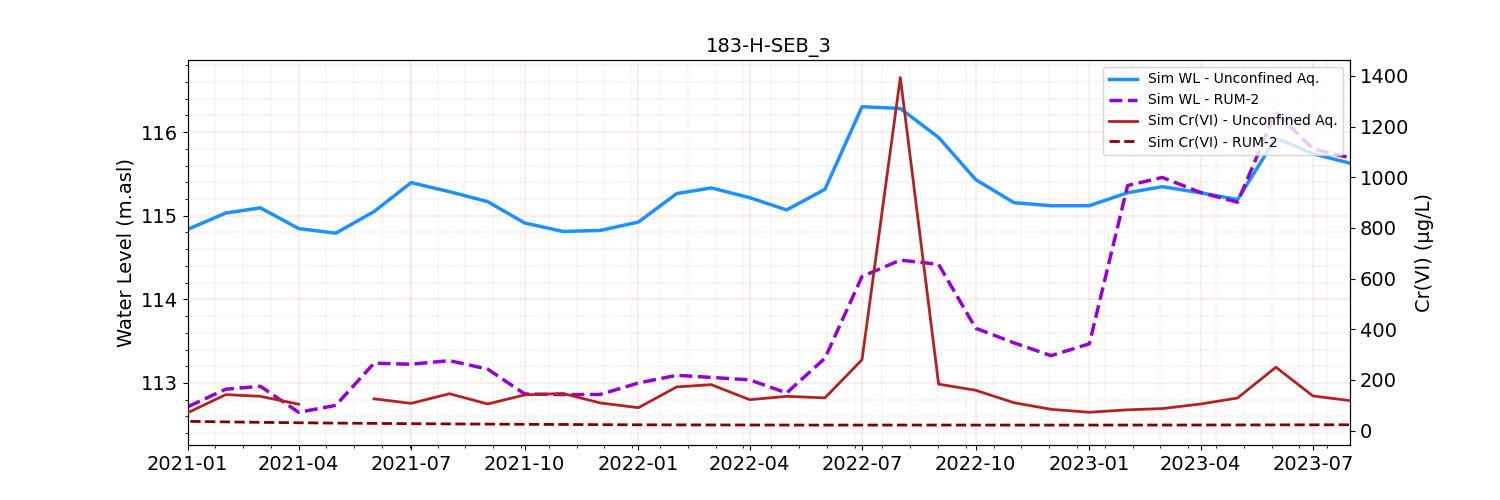 183-H-SEB_3
Water Level (m.asl)
116
115
114
113
Sim WL - Unconfined Aq.
Sim WL - RUM-2
Sim Cr(VI) - Unconfined Aq.
Sim Cr(VI) - RUM-2
1400
1200
1000
800
600
400
200
0
Cr(VI) (μg/L)
2021-01 2021-04 2021-07 2021-10 2022-01 2022-04 2022-07 2022-10 2023-01 2023-04 2023-07